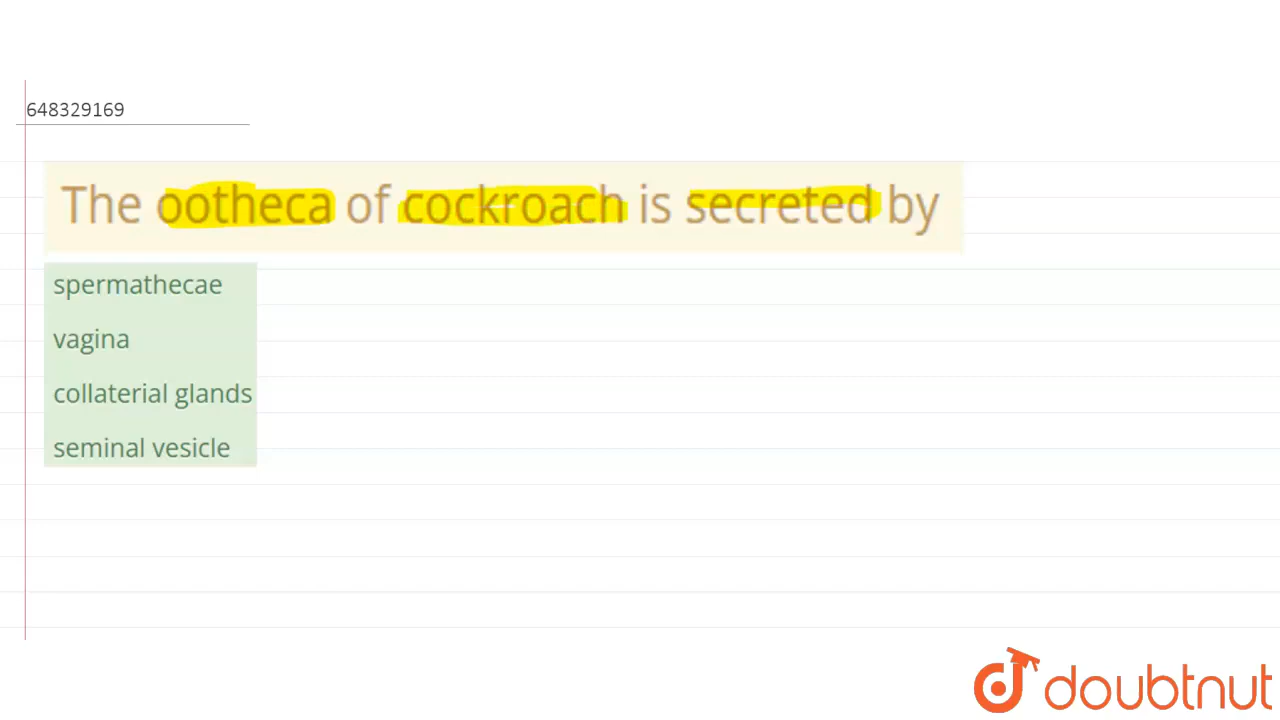 648329169
The ootheca of cockroach is secreted by
spermathecae
vagina
collaterial glands
seminal vesicle
doubtnut